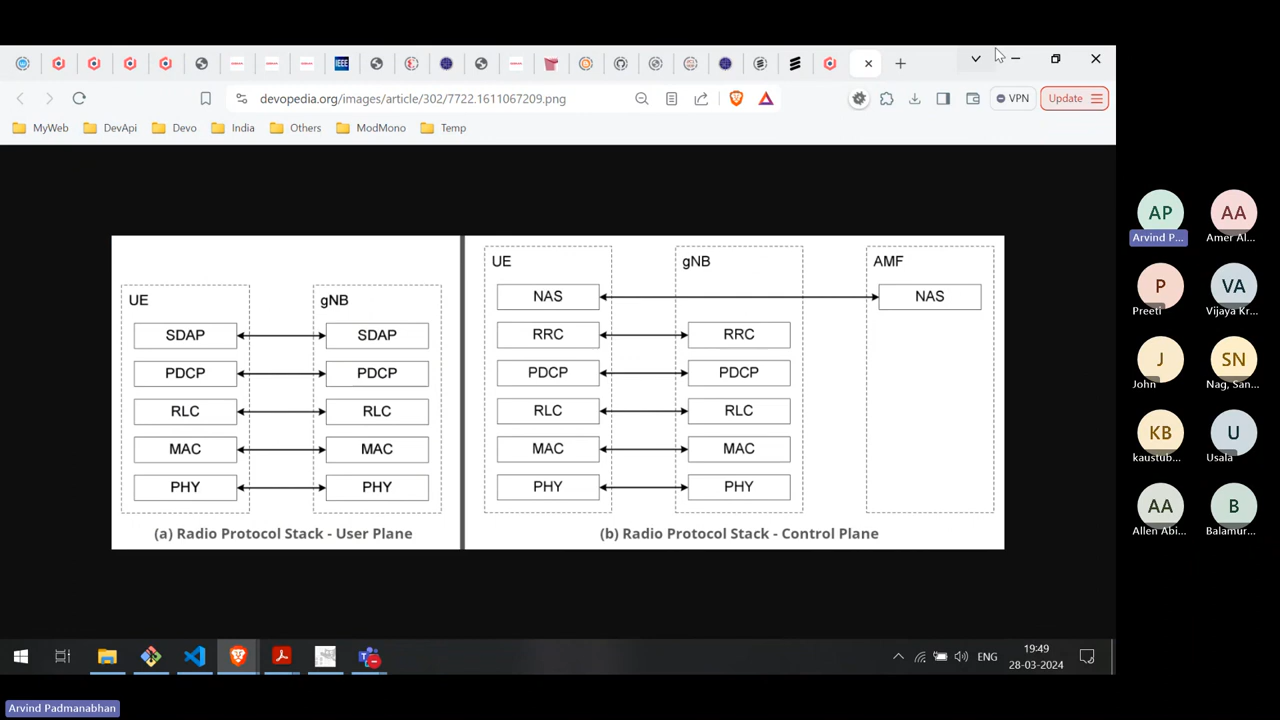 IEEE
devopedia.org/images/article/302/7722.1611067209.png
VPN
Update
MyWeb
DevApi
Devo
India
Others
ModMono
Temp
UE
gNB
SDAP
SDAP
PDCP
PDCP
RLC
RLC
MAC
MAC
PHY
PHY
(a) Radio Protocol Stack - User Plane
UE
gNB
AMF
NAS
NAS
RRC
RRC
PDCP
PDCP
RLC
RLC
MAC
MAC
PHY
PHY
(b) Radio Protocol Stack - Control Plane
AP
Arvind P...
AA
Amer Al...
P
Preeti
VA
Vijaya Kr...
J
John
SN
Nag, San...
KB
kaustub...
U
Usala
AA
Allen Abi...
B
Balamur...
ENG
19:49
28-03-2024
Arvind Padmanabhan